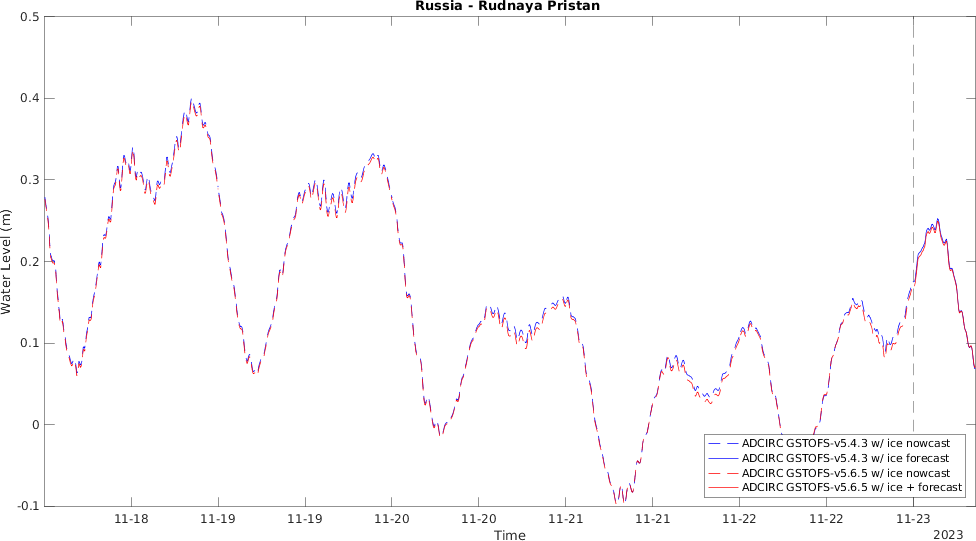 Russia - Rudnaya Pristan
0.5
0.4
0.3
0.2
0.1
0
-0.1
Water Level (m)
ADCIRC GSTOFS-v5.4.3 w/ ice nowcast
ADCIRC GSTOFS-v5.4.3 w/ ice forecast
ADCIRC GSTOFS-v5.6.5 w/ ice nowcast
ADCIRC GSTOFS-v5.6.5 w/ ice + forecast
11-18 11-19 11-19 11-20 11-20 11-21 11-21 11-22 11-22 11-23
Time
2023